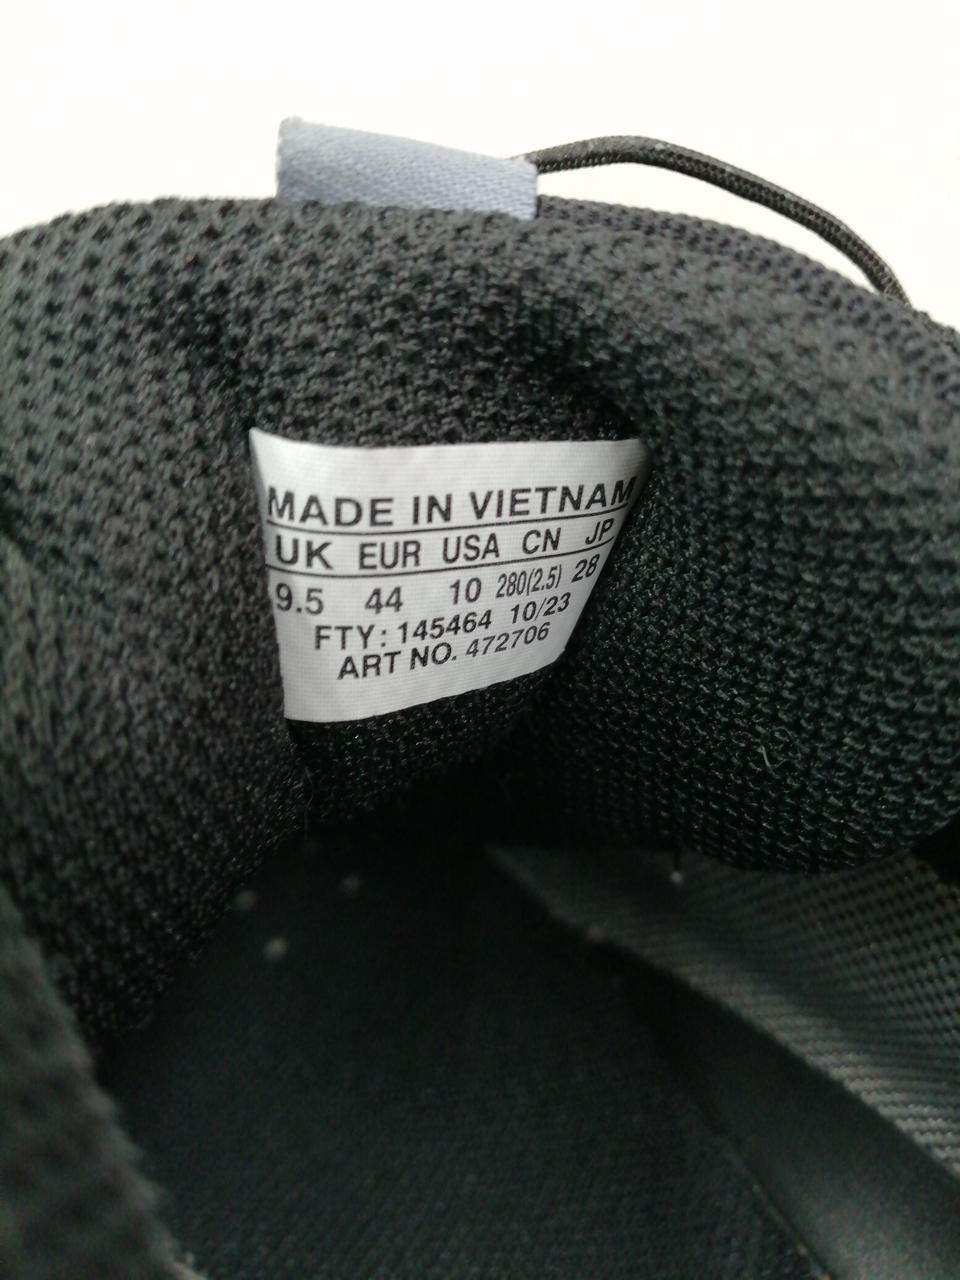 MADE IN VIETNAM
UK EUR USA CN JP
9.5 44 10 280(2.5) 28
FTY: 145464 10/23
ART NO. 472706